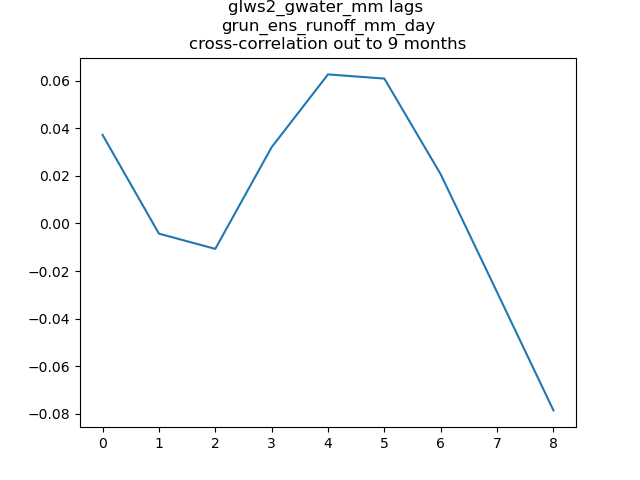 glws2_gwater_mm lags
grun_ens_runoff_mm_day
cross-correlation out to 9 months
0.06
0.04
0.02
0.00
−0.02
−0.04
−0.06
−0.08
0 1 2 3 4 5 6 7 8